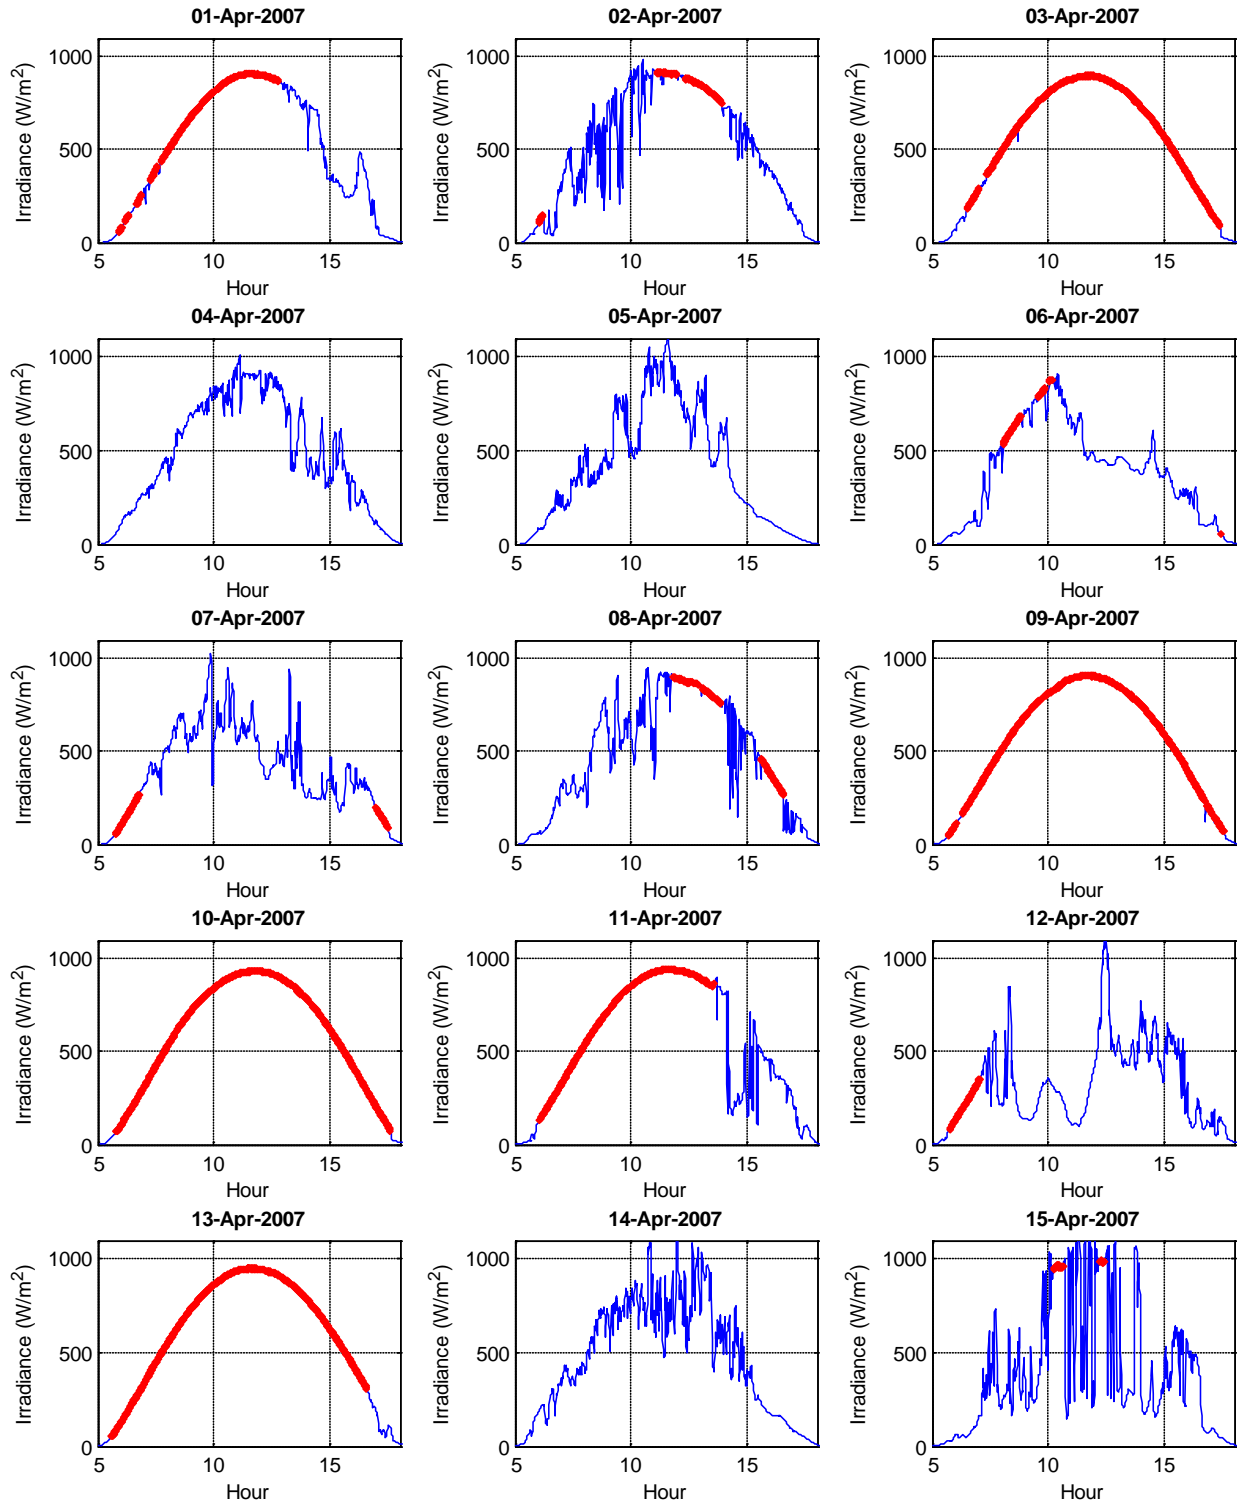 01-Apr-2007
02-Apr-2007
03-Apr-2007
Irradiance (W/m²)
1000
500
0
5
10
15
Hour
Irradiance (W/m²)
1000
500
0
5
10
15
Hour
Irradiance (W/m²)
1000
500
0
5
10
15
Hour
04-Apr-2007
05-Apr-2007
06-Apr-2007
Irradiance (W/m²)
1000
500
0
5
10
15
Hour
Irradiance (W/m²)
1000
500
0
5
10
15
Hour
Irradiance (W/m²)
1000
500
0
5
10
15
Hour
07-Apr-2007
08-Apr-2007
09-Apr-2007
Irradiance (W/m²)
1000
500
0
5
10
15
Hour
Irradiance (W/m²)
1000
500
0
5
10
15
Hour
Irradiance (W/m²)
1000
500
0
5
10
15
Hour
10-Apr-2007
11-Apr-2007
12-Apr-2007
Irradiance (W/m²)
1000
500
0
5
10
15
Hour
Irradiance (W/m²)
1000
500
0
5
10
15
Hour
Irradiance (W/m²)
1000
500
0
5
10
15
Hour
13-Apr-2007
14-Apr-2007
15-Apr-2007
Irradiance (W/m²)
1000
500
0
5
10
15
Hour
Irradiance (W/m²)
1000
500
0
5
10
15
Hour
Irradiance (W/m²)
1000
500
0
5
10
15
Hour